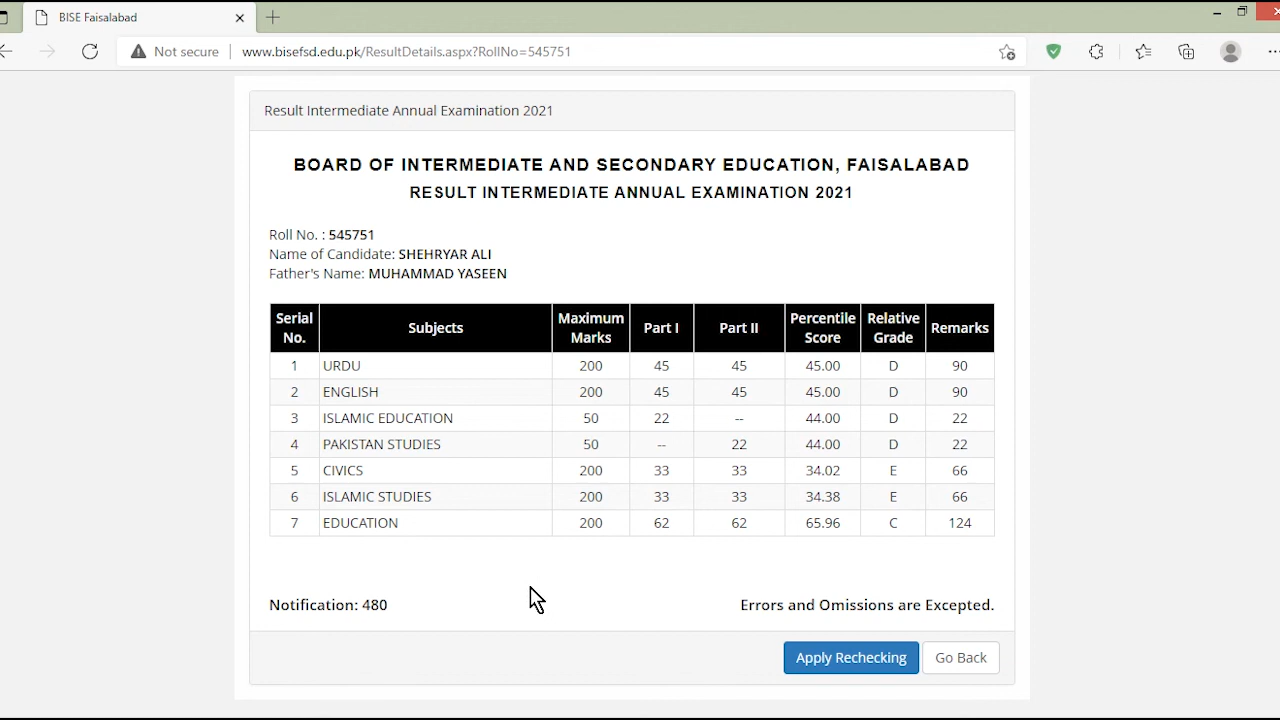 BISE Faisalabad
Not secure www.bisefsd.edu.pk/ResultDetails.aspx?RollNo=545751
Result Intermediate Annual Examination 2021
BOARD OF INTERMEDIATE AND SECONDARY EDUCATION, FAISALABAD
RESULT INTERMEDIATE ANNUAL EXAMINATION 2021
Roll No. : 545751
Name of Candidate: SHEHRYAR ALI
Father's Name: MUHAMMAD YASEEN
Serial No. Subjects Maximum Marks Part I Part II Percentile Score Relative Grade Remarks
1 URDU 200 45 45 45.00 D 90
2 ENGLISH 200 45 45 45.00 D 90
3 ISLAMIC EDUCATION 50 22 -- 44.00 D 22
4 PAKISTAN STUDIES 50 -- 22 44.00 D 22
5 CIVICS 200 33 33 34.02 E 66
6 ISLAMIC STUDIES 200 33 33 34.38 E 66
7 EDUCATION 200 62 62 65.96 C 124
Notification: 480 Errors and Omissions are Excepted.
Apply Rechecking Go Back